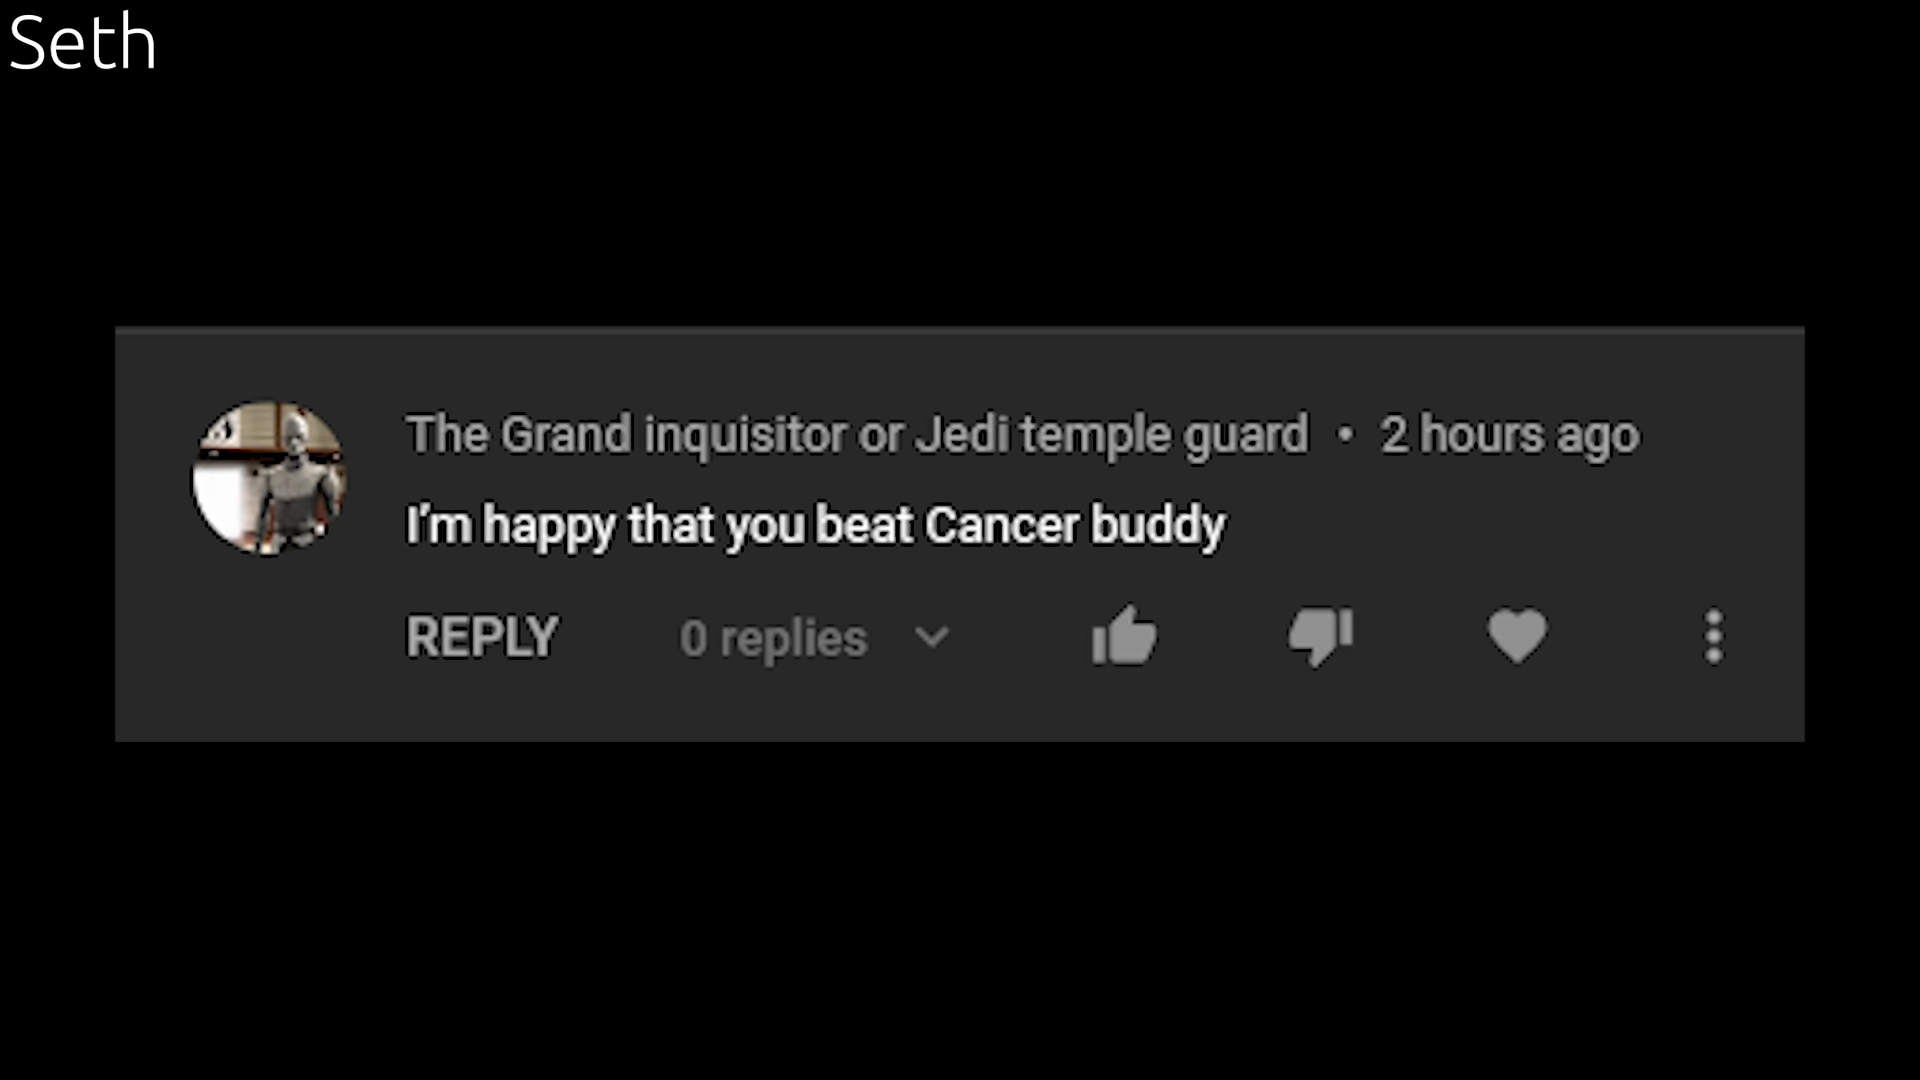 Seth
The Grand inquisitor or Jedi temple guard • 2 hours ago
I'm happy that you beat Cancer buddy
REPLY 0 replies